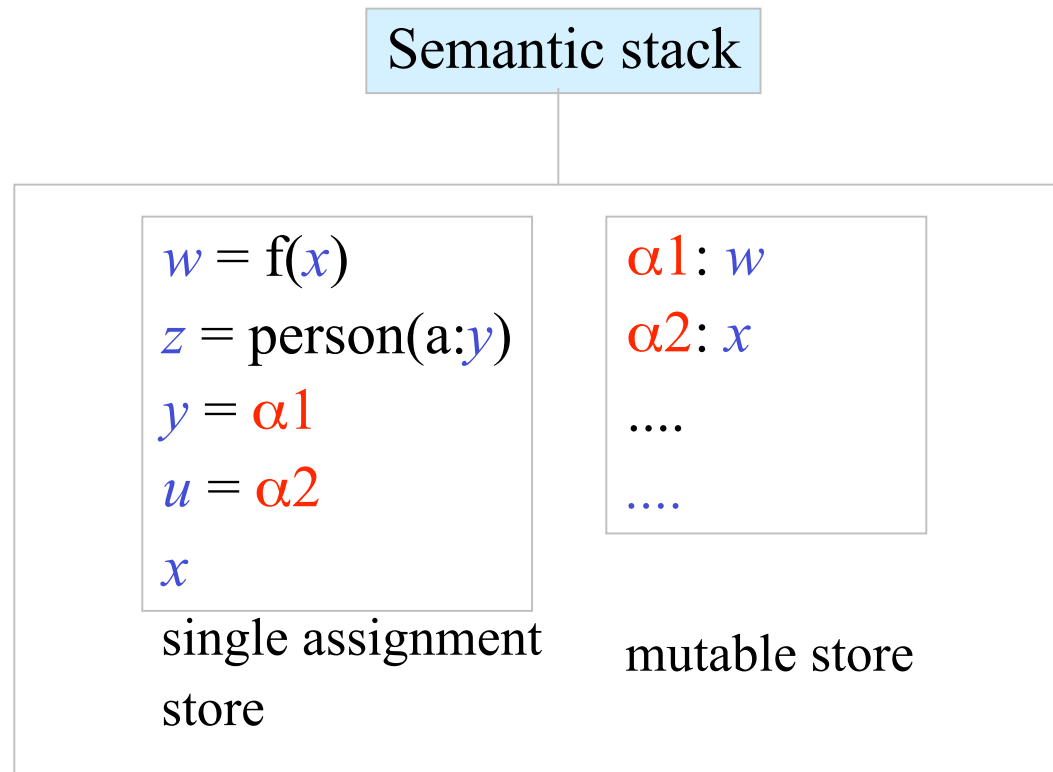 Semantic stack
w = f(x)
z = person(a:y)
y = α1
u = α2
x
single assignment
store
α1: w
α2: x
....
....
mutable store